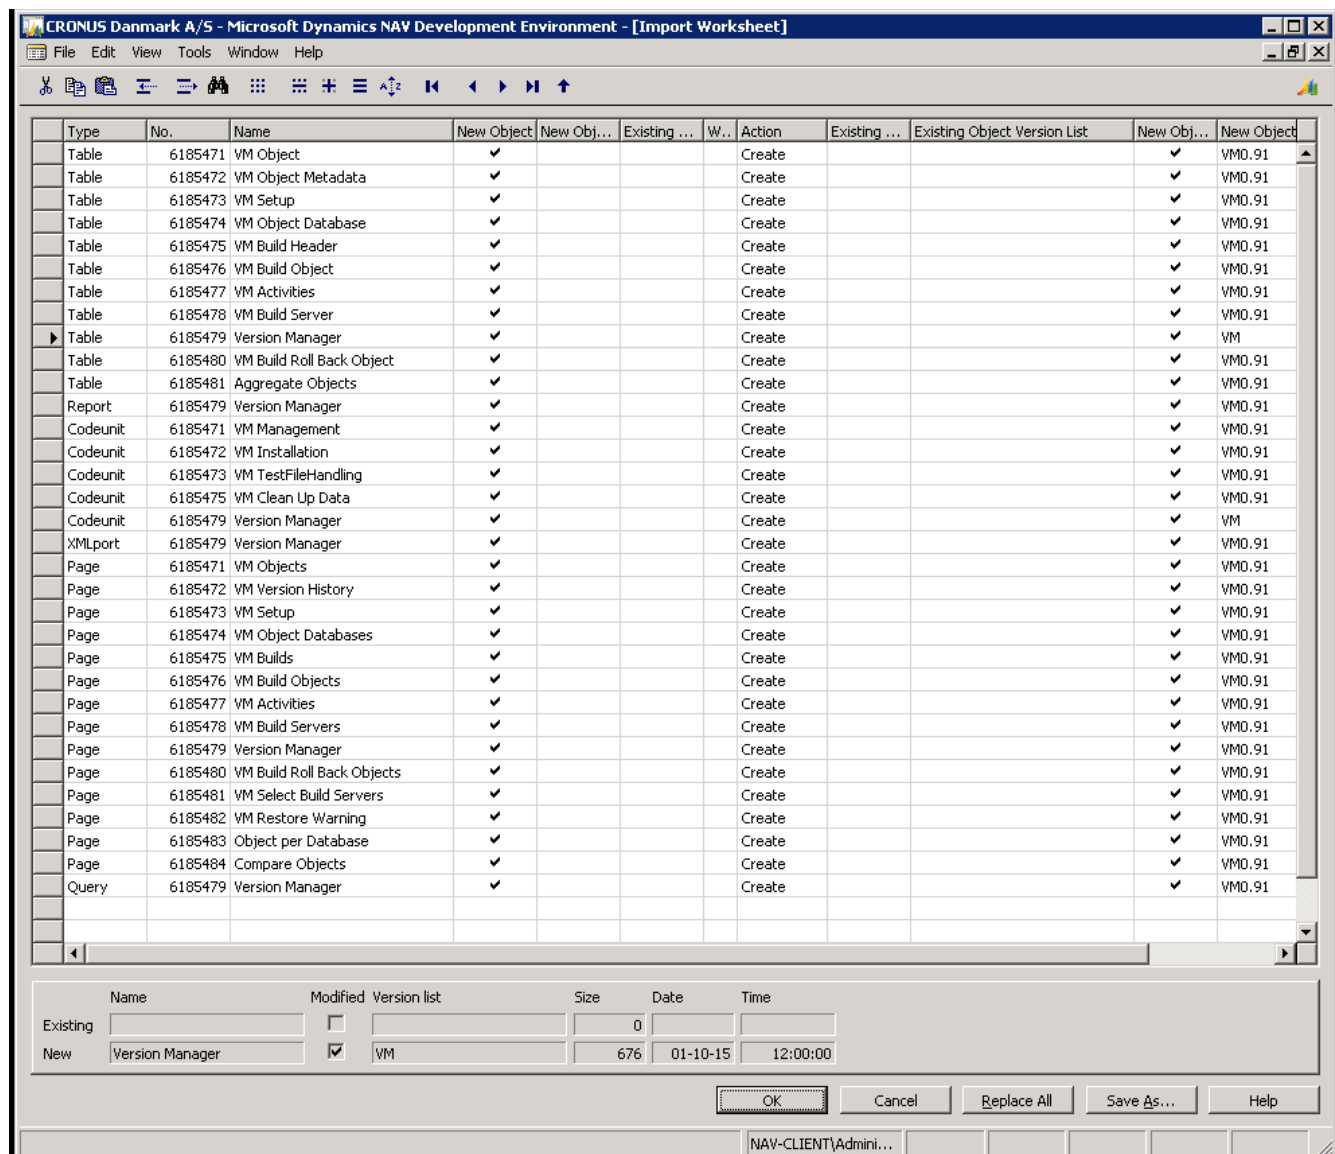 CRONUS Danmark A/S - Microsoft Dynamics NAV Development Environment - [Import Worksheet]
File Edit View Tools Window Help
Type No. Name New Object New Obj... Existing ... W.. Action Existing ... Existing Object Version List New Obj... New Object
Table 6185471 VM Object Create VM0.91
Table 6185472 VM Object Metadata Create VM0.91
Table 6185473 VM Setup Create VM0.91
Table 6185474 VM Object Database Create VM0.91
Table 6185475 VM Build Header Create VM0.91
Table 6185476 VM Build Object Create VM0.91
Table 6185477 VM Activities Create VM0.91
Table 6185478 VM Build Server Create VM0.91
Table 6185479 Version Manager Create VM
Table 6185480 VM Build Roll Back Object Create VM0.91
Table 6185481 Aggregate Objects Create VM0.91
Report 6185479 Version Manager Create VM0.91
Codeunit 6185471 VM Management Create VM0.91
Codeunit 6185472 VM Installation Create VM0.91
Codeunit 6185473 VM TestFileHandling Create VM0.91
Codeunit 6185475 VM Clean Up Data Create VM0.91
Codeunit 6185479 Version Manager Create VM
XMLport 6185479 Version Manager Create VM0.91
Page 6185471 VM Objects Create VM0.91
Page 6185472 VM Version History Create VM0.91
Page 6185473 VM Setup Create VM0.91
Page 6185474 VM Object Databases Create VM0.91
Page 6185475 VM Builds Create VM0.91
Page 6185476 VM Build Objects Create VM0.91
Page 6185477 VM Activities Create VM0.91
Page 6185478 VM Build Servers Create VM0.91
Page 6185479 Version Manager Create VM0.91
Page 6185480 VM Build Roll Back Objects Create VM0.91
Page 6185481 VM Select Build Servers Create VM0.91
Page 6185482 VM Restore Warning Create VM0.91
Page 6185483 Object per Database Create VM0.91
Page 6185484 Compare Objects Create VM0.91
Query 6185479 Version Manager Create VM0.91
Name Modified Version list Size Date Time
Existing 0
New Version Manager VM 676 01-10-15 12:00:00
OK Cancel Replace All Save As... Help
NAV-CLIENT\Admini...